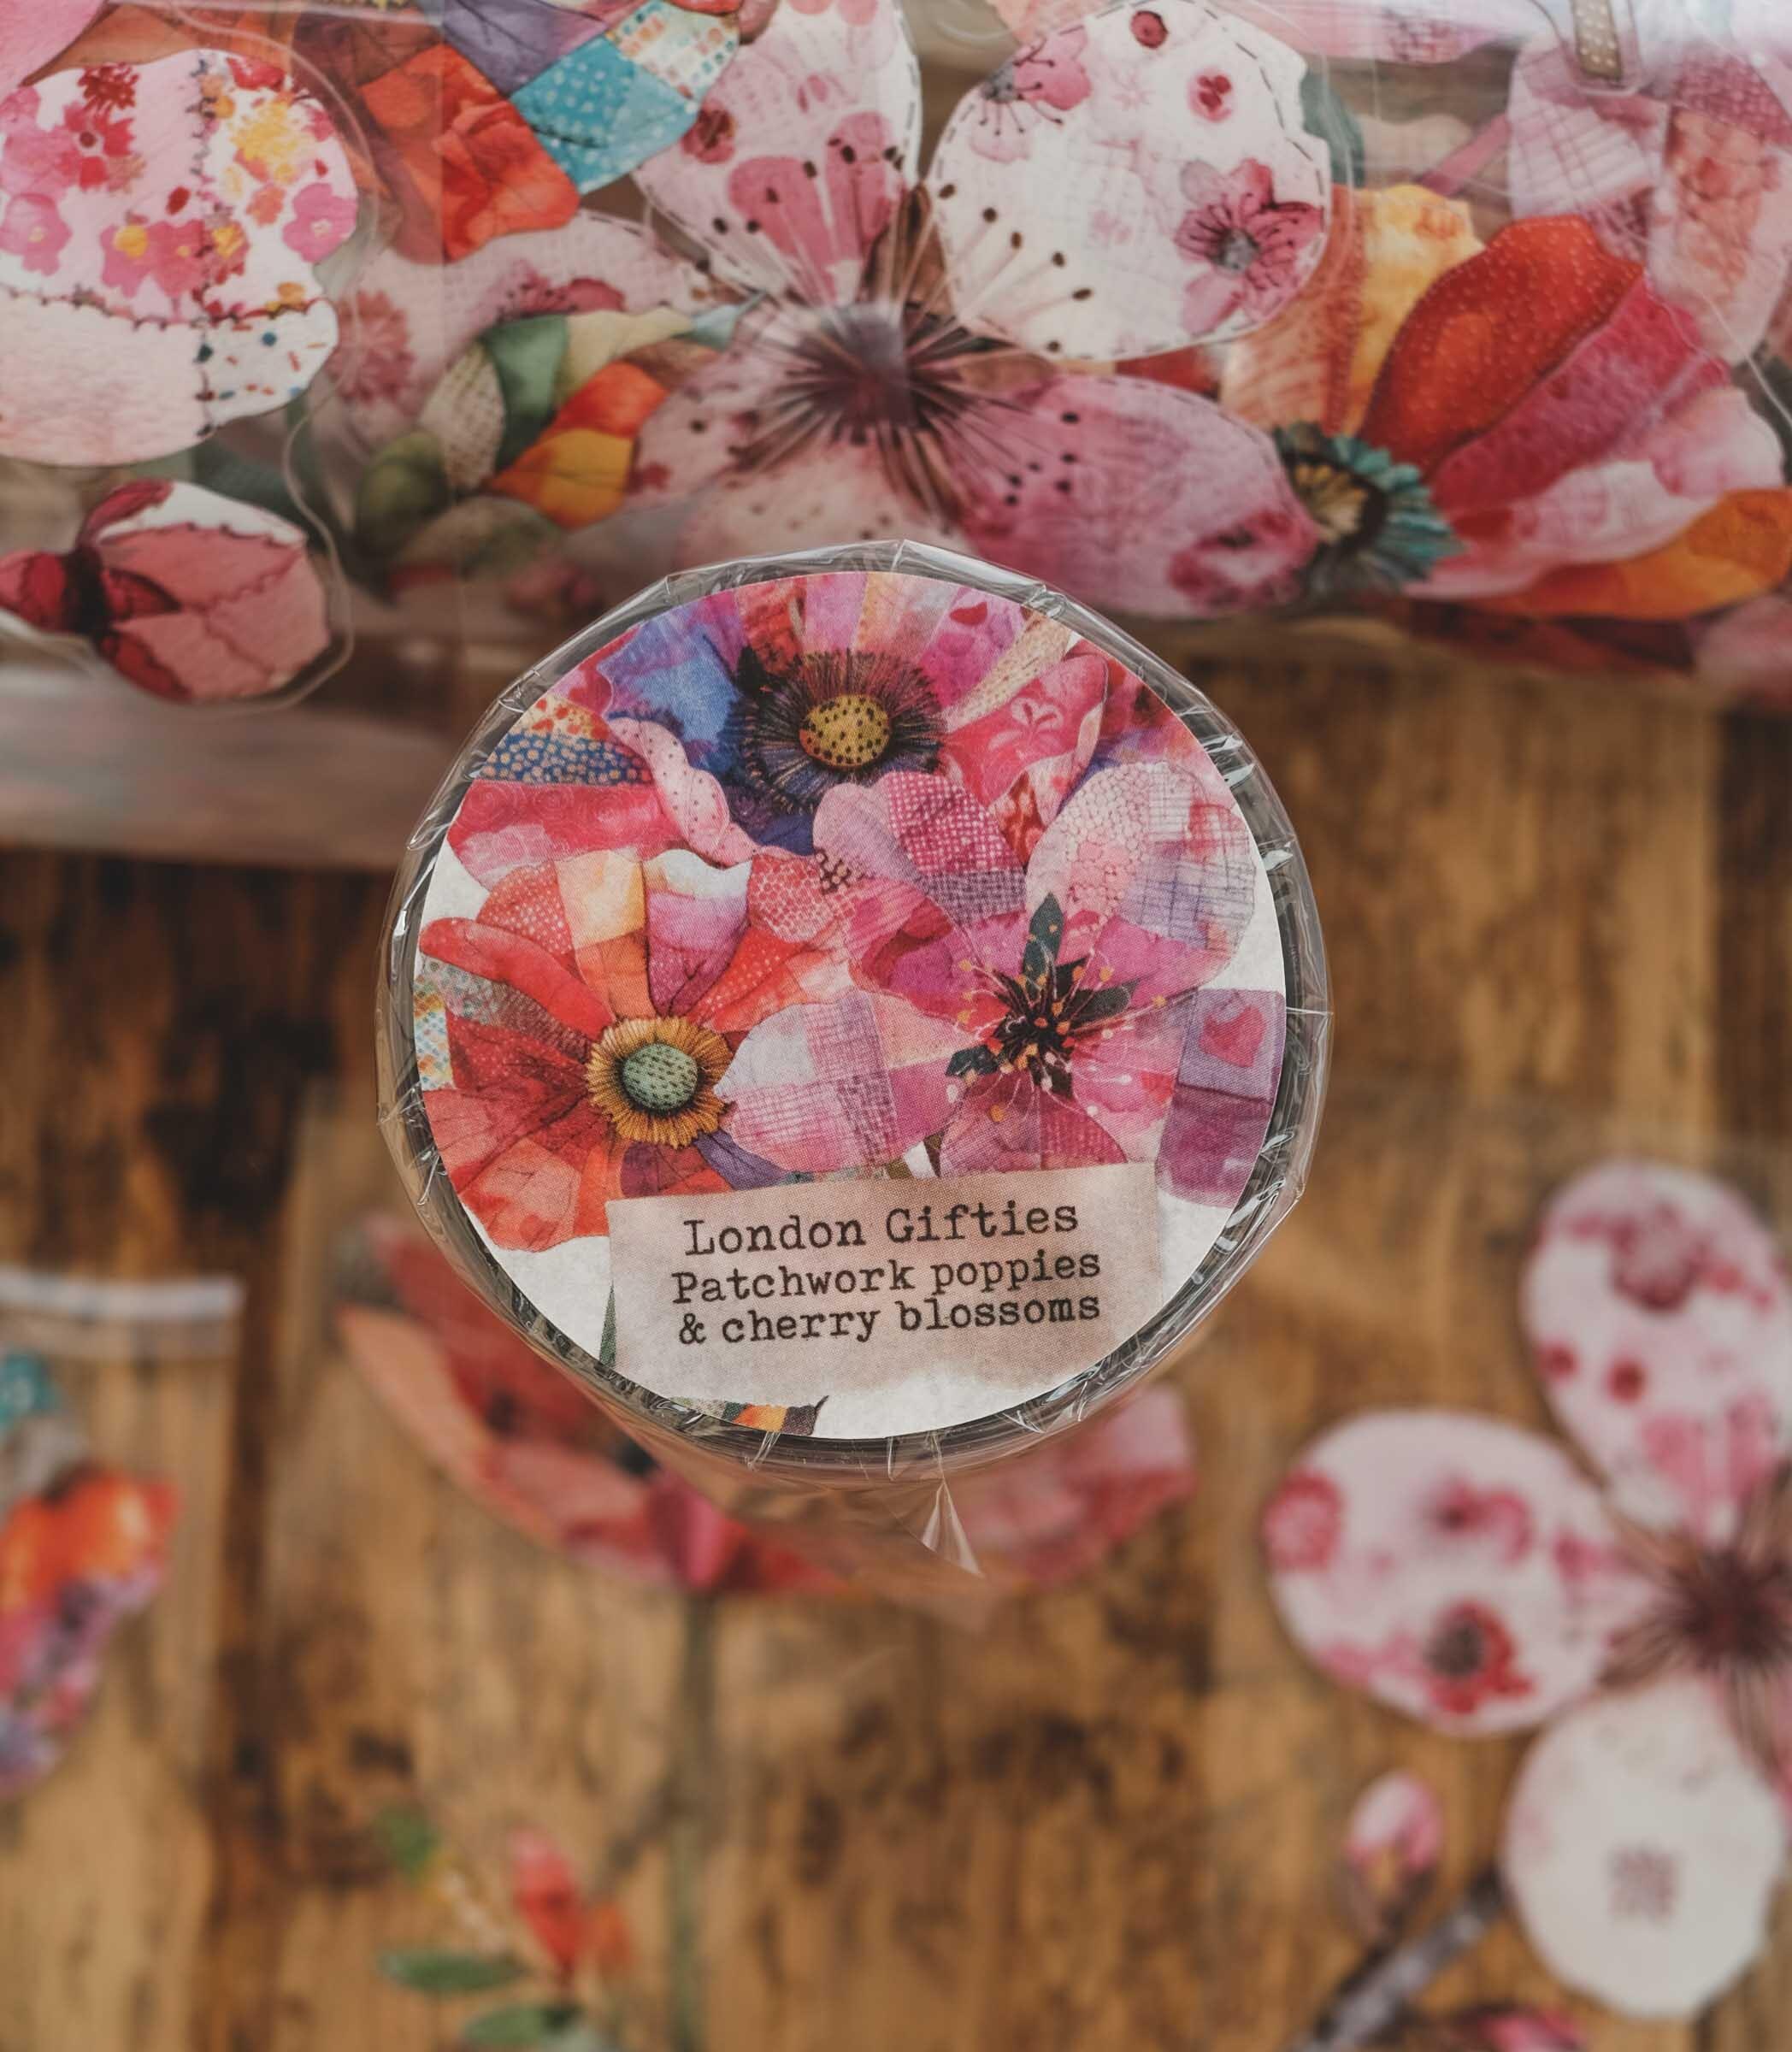 London Gifties
Patchwork poppies
& cherry blossoms